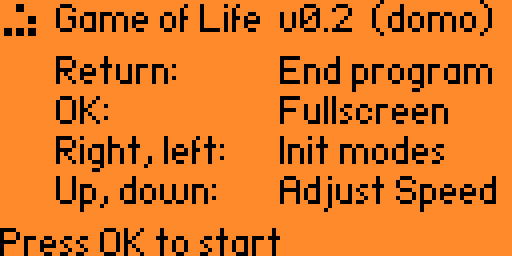 Game of Life v0.2 (domo)
Return: End program
OK: Fullscreen
Right, left: Init modes
Up, down: Adjust Speed
Press OK to start